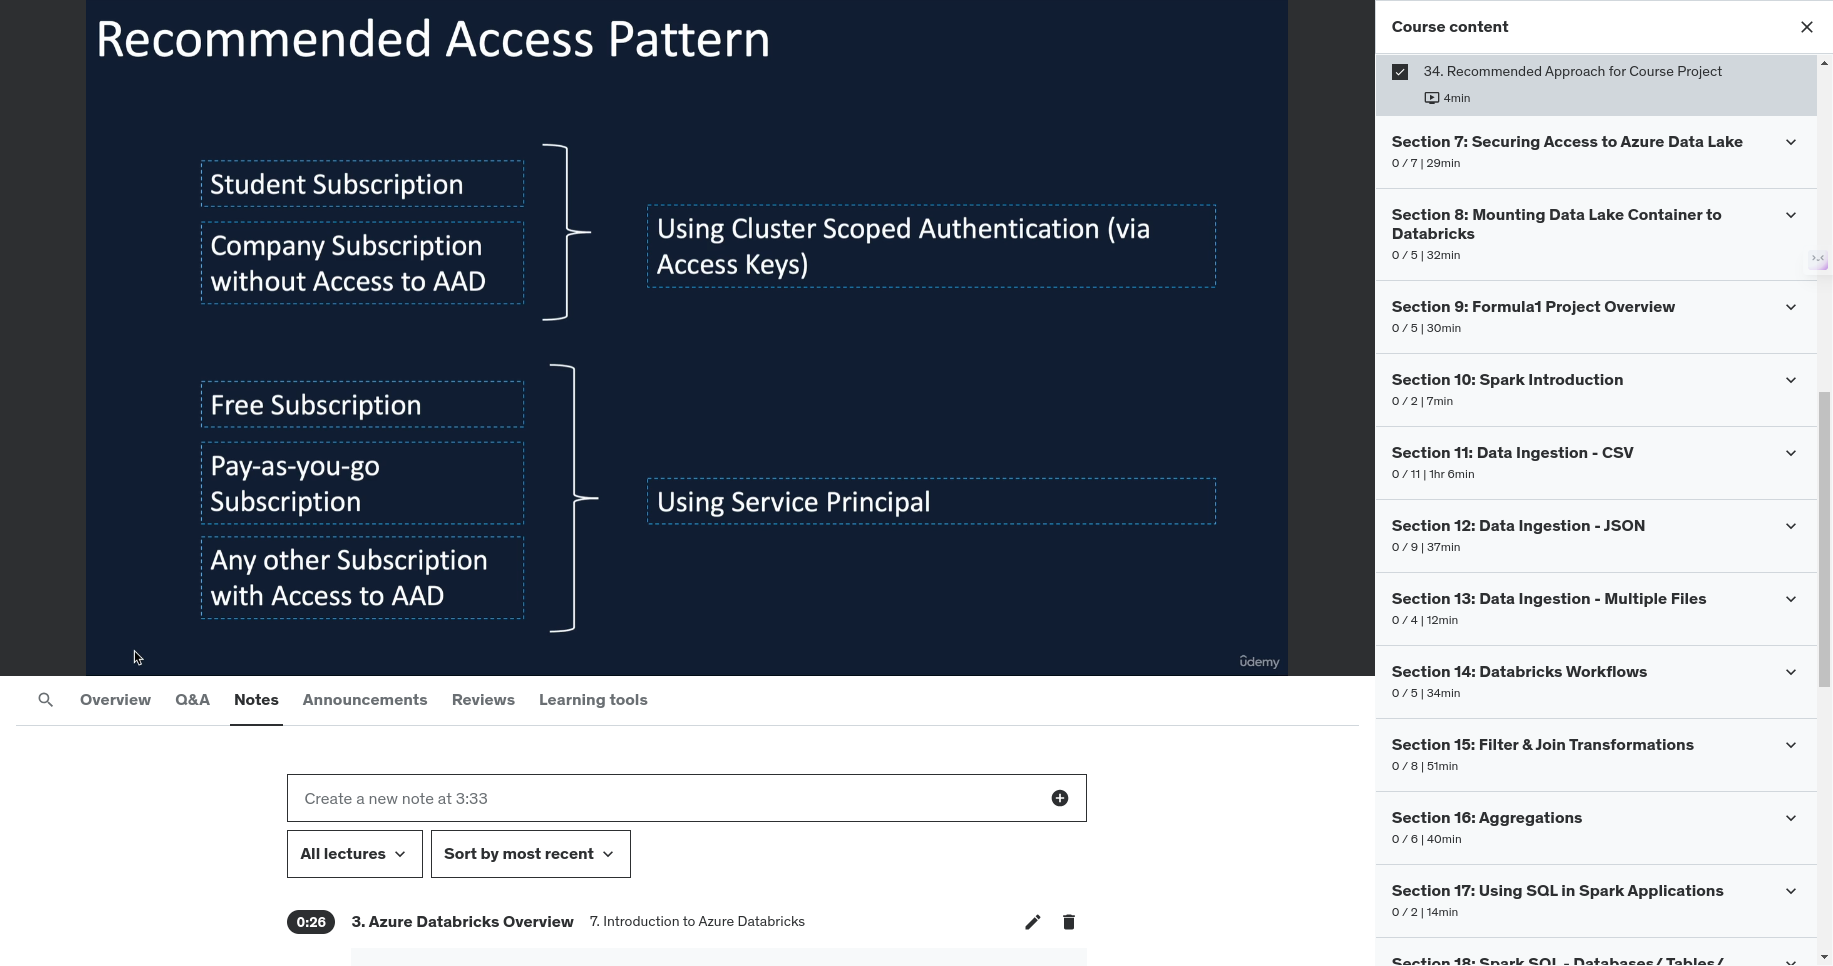 Recommended Access Pattern
Student Subscription
Company Subscription
without Access to AAD
Using Cluster Scoped Authentication (via
Access Keys)
Free Subscription
Pay-as-you-go
Subscription
Any other Subscription
with Access to AAD
Using Service Principal
ûdemy
Overview
Q&A
Notes
Announcements
Reviews
Learning tools
Create a new note at 3:33
All lectures
Sort by most recent
0:26
3. Azure Databricks Overview
7. Introduction to Azure Databricks
Course content
34. Recommended Approach for Course Project
4min
Section 7: Securing Access to Azure Data Lake
0 / 7 | 29min
Section 8: Mounting Data Lake Container to
Databricks
0 / 5 | 32min
Section 9: Formula1 Project Overview
0 / 5 | 30min
Section 10: Spark Introduction
0 / 2 | 7min
Section 11: Data Ingestion - CSV
0 / 11 | 1hr 6min
Section 12: Data Ingestion - JSON
0 / 9 | 37min
Section 13: Data Ingestion - Multiple Files
0 / 4 | 12min
Section 14: Databricks Workflows
0 / 5 | 34min
Section 15: Filter & Join Transformations
0 / 8 | 51min
Section 16: Aggregations
0 / 6 | 40min
Section 17: Using SQL in Spark Applications
0 / 2 | 14min
Section 18: Spark SQL - Databases/ Tables/